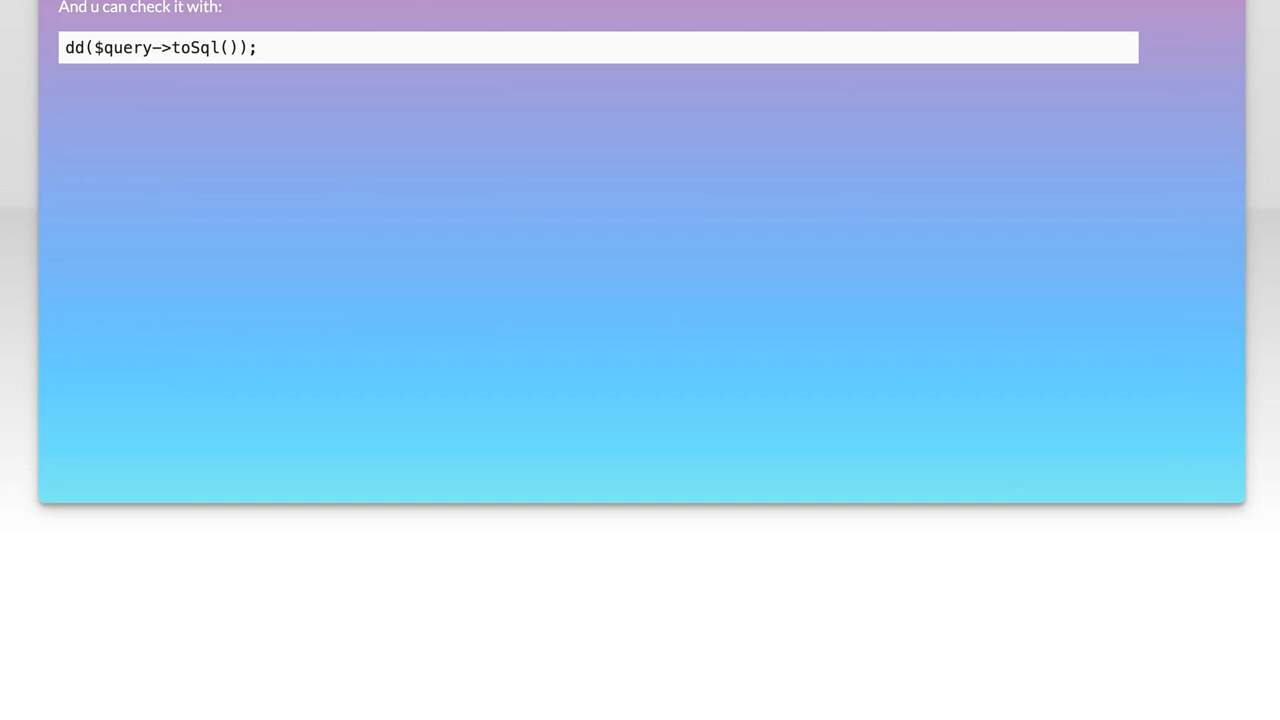 And u can check it with:
dd($query->toSql());